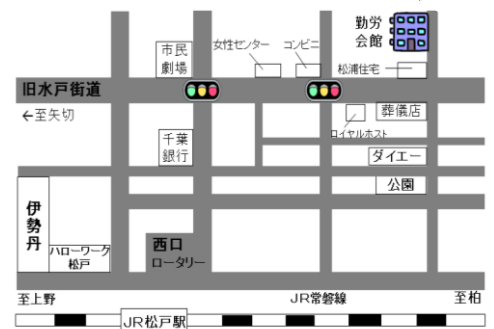 勤労
会館
市民
劇場
女性センター
コンビニ
松浦住宅
旧水戸街道
←至矢切
ロイヤルホスト
葬儀店
千葉
銀行
ダイエー
公園
伊
勢
丹
ハローワーク
松戸
西口
ロータリー
至上野
JR常磐線
至柏
JR松戸駅